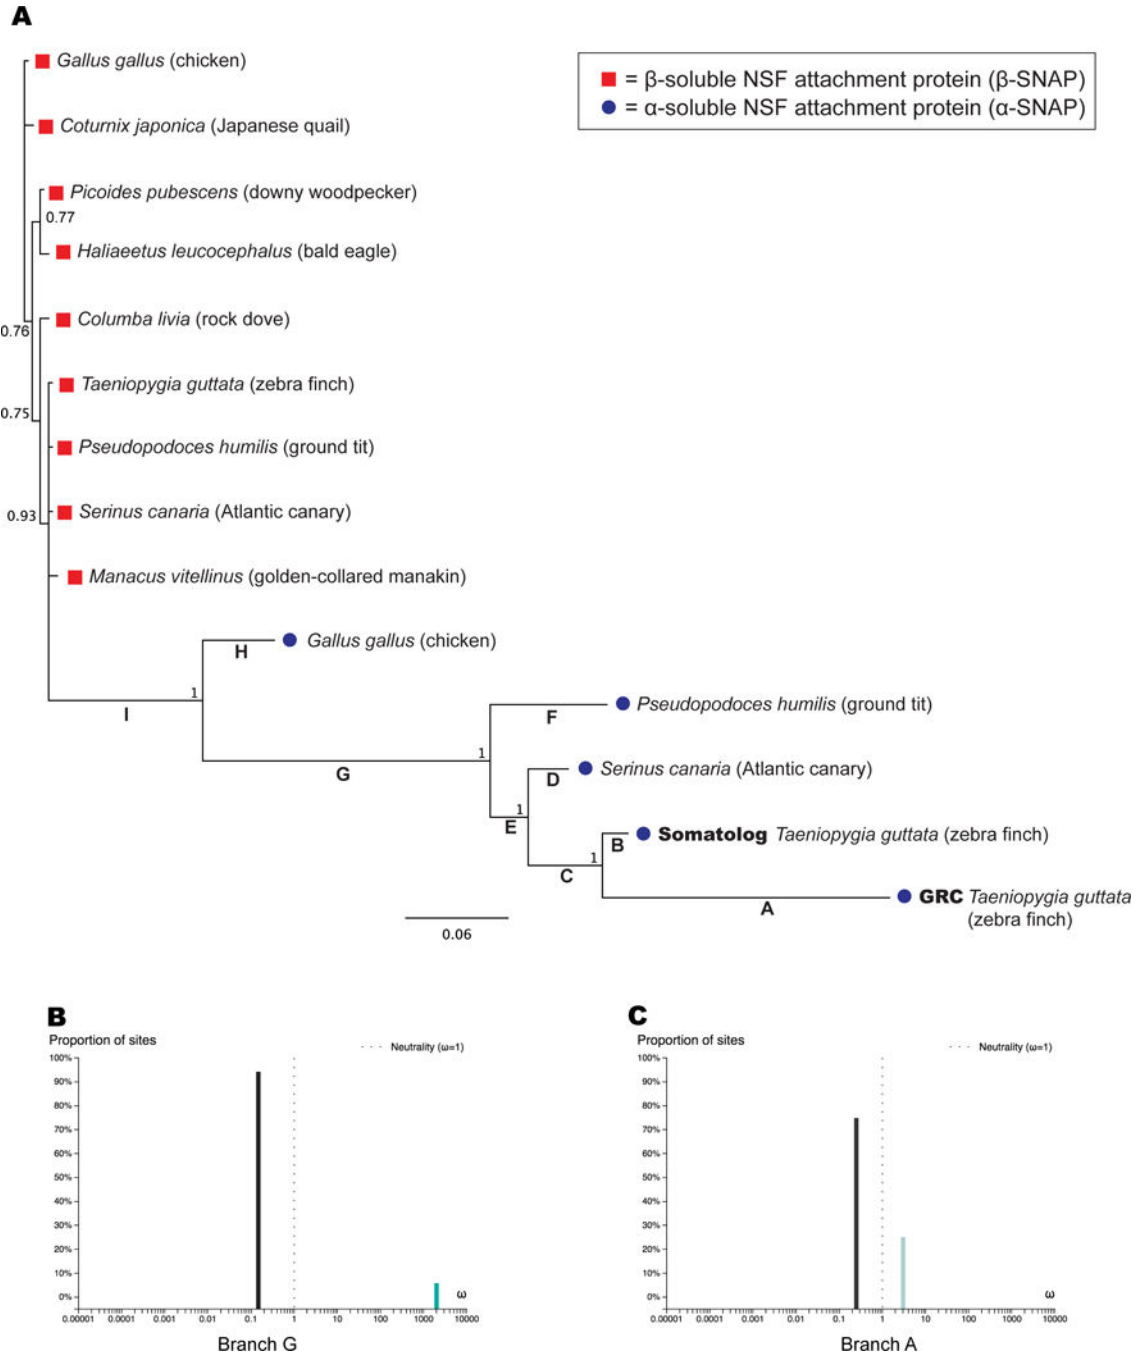 A
Gallus gallus (chicken)
= β-soluble NSF attachment protein (β-SNAP)
= α-soluble NSF attachment protein (α-SNAP)
Coturnix japonica (Japanese quail)
Picoides pubescens (downy woodpecker)
0.77
Haliaeetus leucocephalus (bald eagle)
Columba livia (rock dove)
0.76
Taeniopygia guttata (zebra finch)
0.75
Pseudopodoces humilis (ground tit)
Serinus canaria (Atlantic canary)
0.93
Manacus vitellinus (golden-collared manakin)
Gallus gallus (chicken)
H
1
I
Pseudopodoces humilis (ground tit)
F
1
G
Serinus canaria (Atlantic canary)
D
1
E
Somatolog Taeniopygia guttata (zebra finch)
B
1
C
GRC Taeniopygia guttata
(zebra finch)
A
0.06
B
Proportion of sites
Neutrality (ω=1)
100%
90%
80%
70%
60%
50%
40%
30%
20%
10%
0%
ω
0.00001 0.0001 0.001 0.01 0.1 1 10 100 1000 10000
Branch G
C
Proportion of sites
Neutrality (ω=1)
100%
90%
80%
70%
60%
50%
40%
30%
20%
10%
0%
ω
0.00001 0.0001 0.001 0.01 0.1 1 10 100 1000 10000
Branch A